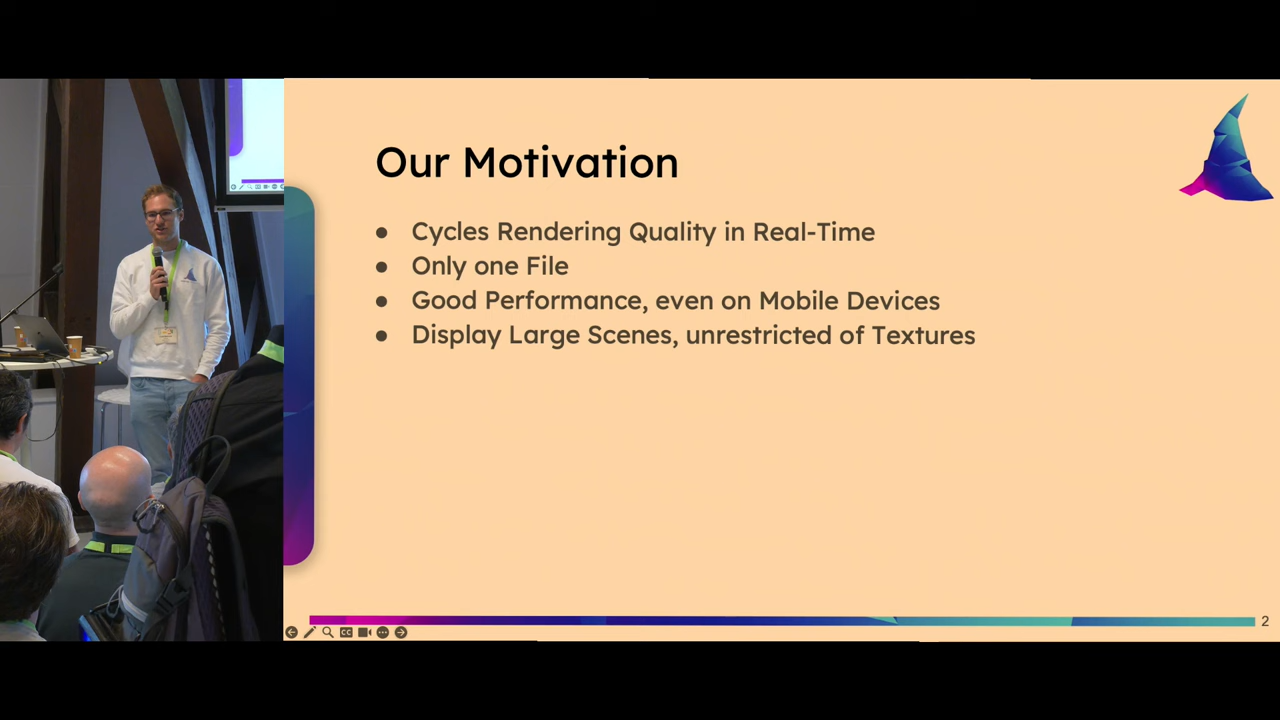 Our Motivation
● Cycles Rendering Quality in Real-Time
● Only one File
● Good Performance, even on Mobile Devices
● Display Large Scenes, unrestricted of Textures
CC
2